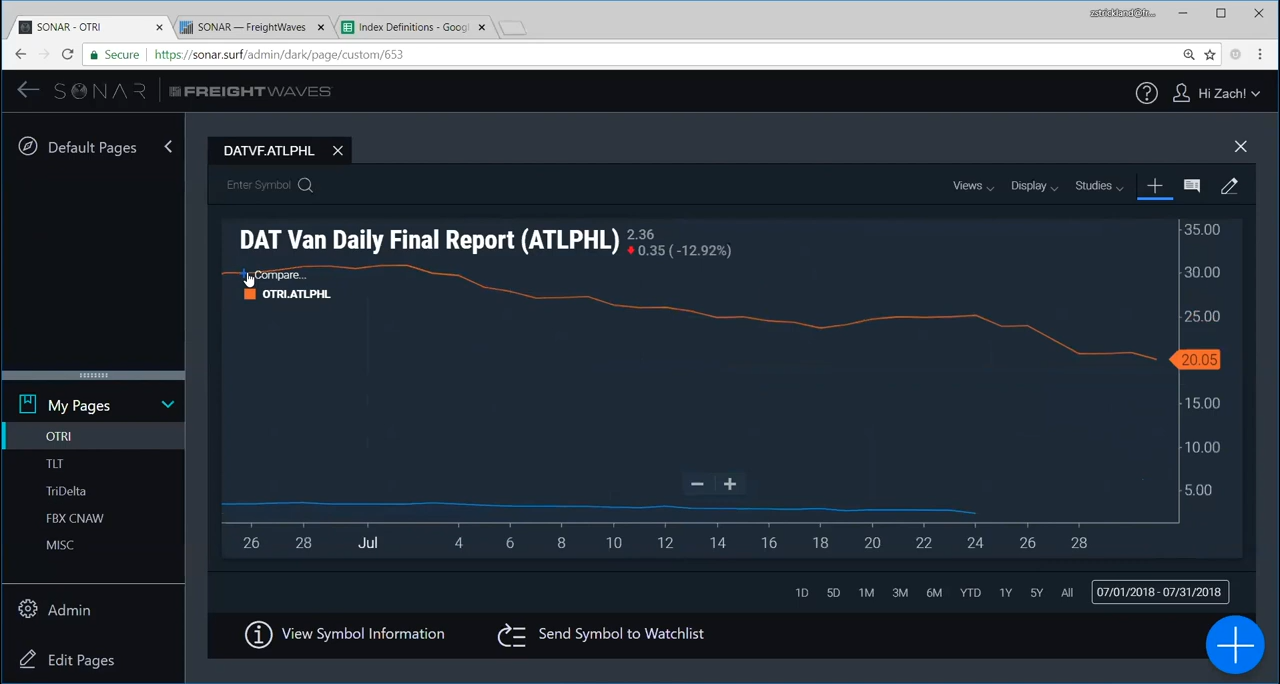 SONAR - OTRI
SONAR — FreightWaves
Index Definitions - Goog
zstrickland@fr...
Secure
https://sonar.surf/admin/dark/page/custom/653
SONAR
FREIGHTWAVES
Hi Zach!
Default Pages
DATVF.ATLPHL
Enter Symbol
Views
Display
Studies
DAT Van Daily Final Report (ATLPHL)
2.36
0.35 ( -12.92%)
Compare...
OTRI.ATLPHL
35.00
30.00
25.00
20.05
15.00
10.00
5.00
26 28 Jul 4 6 8 10 12 14 16 18 20 22 24 26 28
My Pages
OTRI
TLT
TriDelta
FBX CNAW
MISC
1D 5D 1M 3M 6M YTD 1Y 5Y All
07/01/2018 - 07/31/2018
Admin
View Symbol Information
Send Symbol to Watchlist
Edit Pages